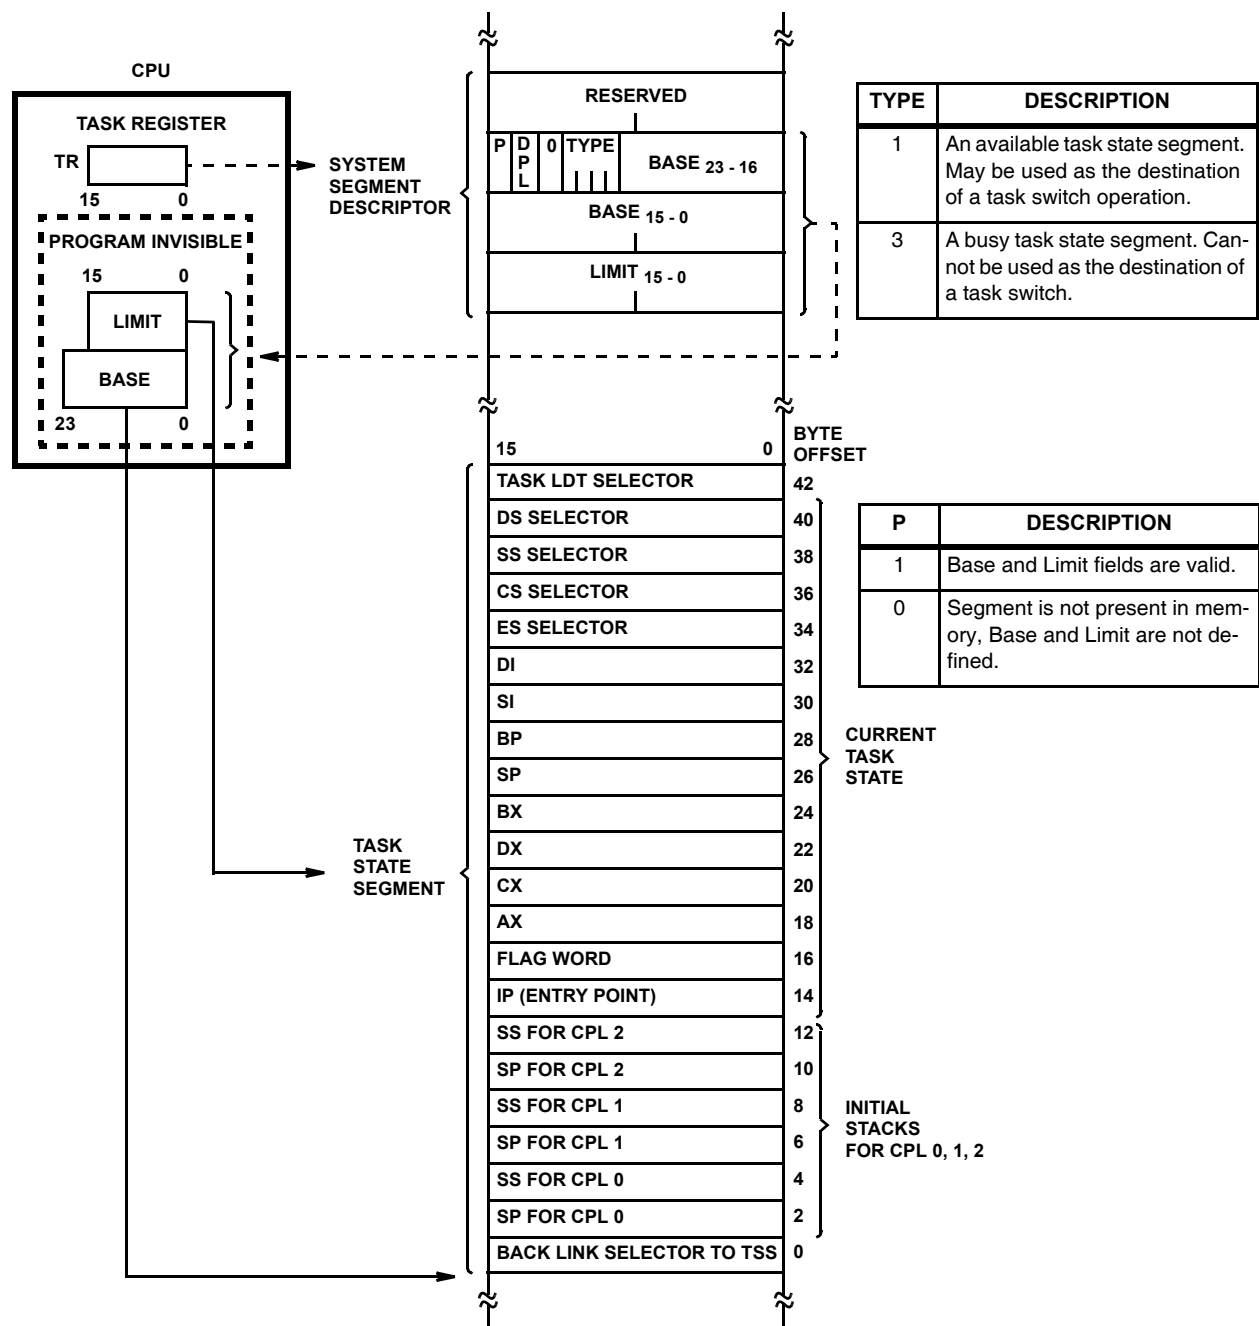 CPU
TASK REGISTER
TR
15 0
PROGRAM INVISIBLE
15 0
LIMIT
BASE
23 0
SYSTEM
SEGMENT
DESCRIPTOR
RESERVED
P DPL 0 TYPE BASE 23 - 16
BASE 15 - 0
LIMIT 15 - 0
TYPE DESCRIPTION
1 An available task state segment.
May be used as the destination
of a task switch operation.
3 A busy task state segment. Can-
not be used as the destination of
a task switch.
15 0
BYTE
OFFSET
TASK LDT SELECTOR 42
DS SELECTOR 40
SS SELECTOR 38
CS SELECTOR 36
ES SELECTOR 34
DI 32
SI 30
BP 28
SP 26
BX 24
DX 22
CX 20
AX 18
FLAG WORD 16
IP (ENTRY POINT) 14
SS FOR CPL 2 12
SP FOR CPL 2 10
SS FOR CPL 1 8
SP FOR CPL 1 6
SS FOR CPL 0 4
SP FOR CPL 0 2
BACK LINK SELECTOR TO TSS 0
TASK
STATE
SEGMENT
P DESCRIPTION
1 Base and Limit fields are valid.
0 Segment is not present in mem-
ory, Base and Limit are not de-
fined.
CURRENT
TASK
STATE
INITIAL
STACKS
FOR CPL 0, 1, 2